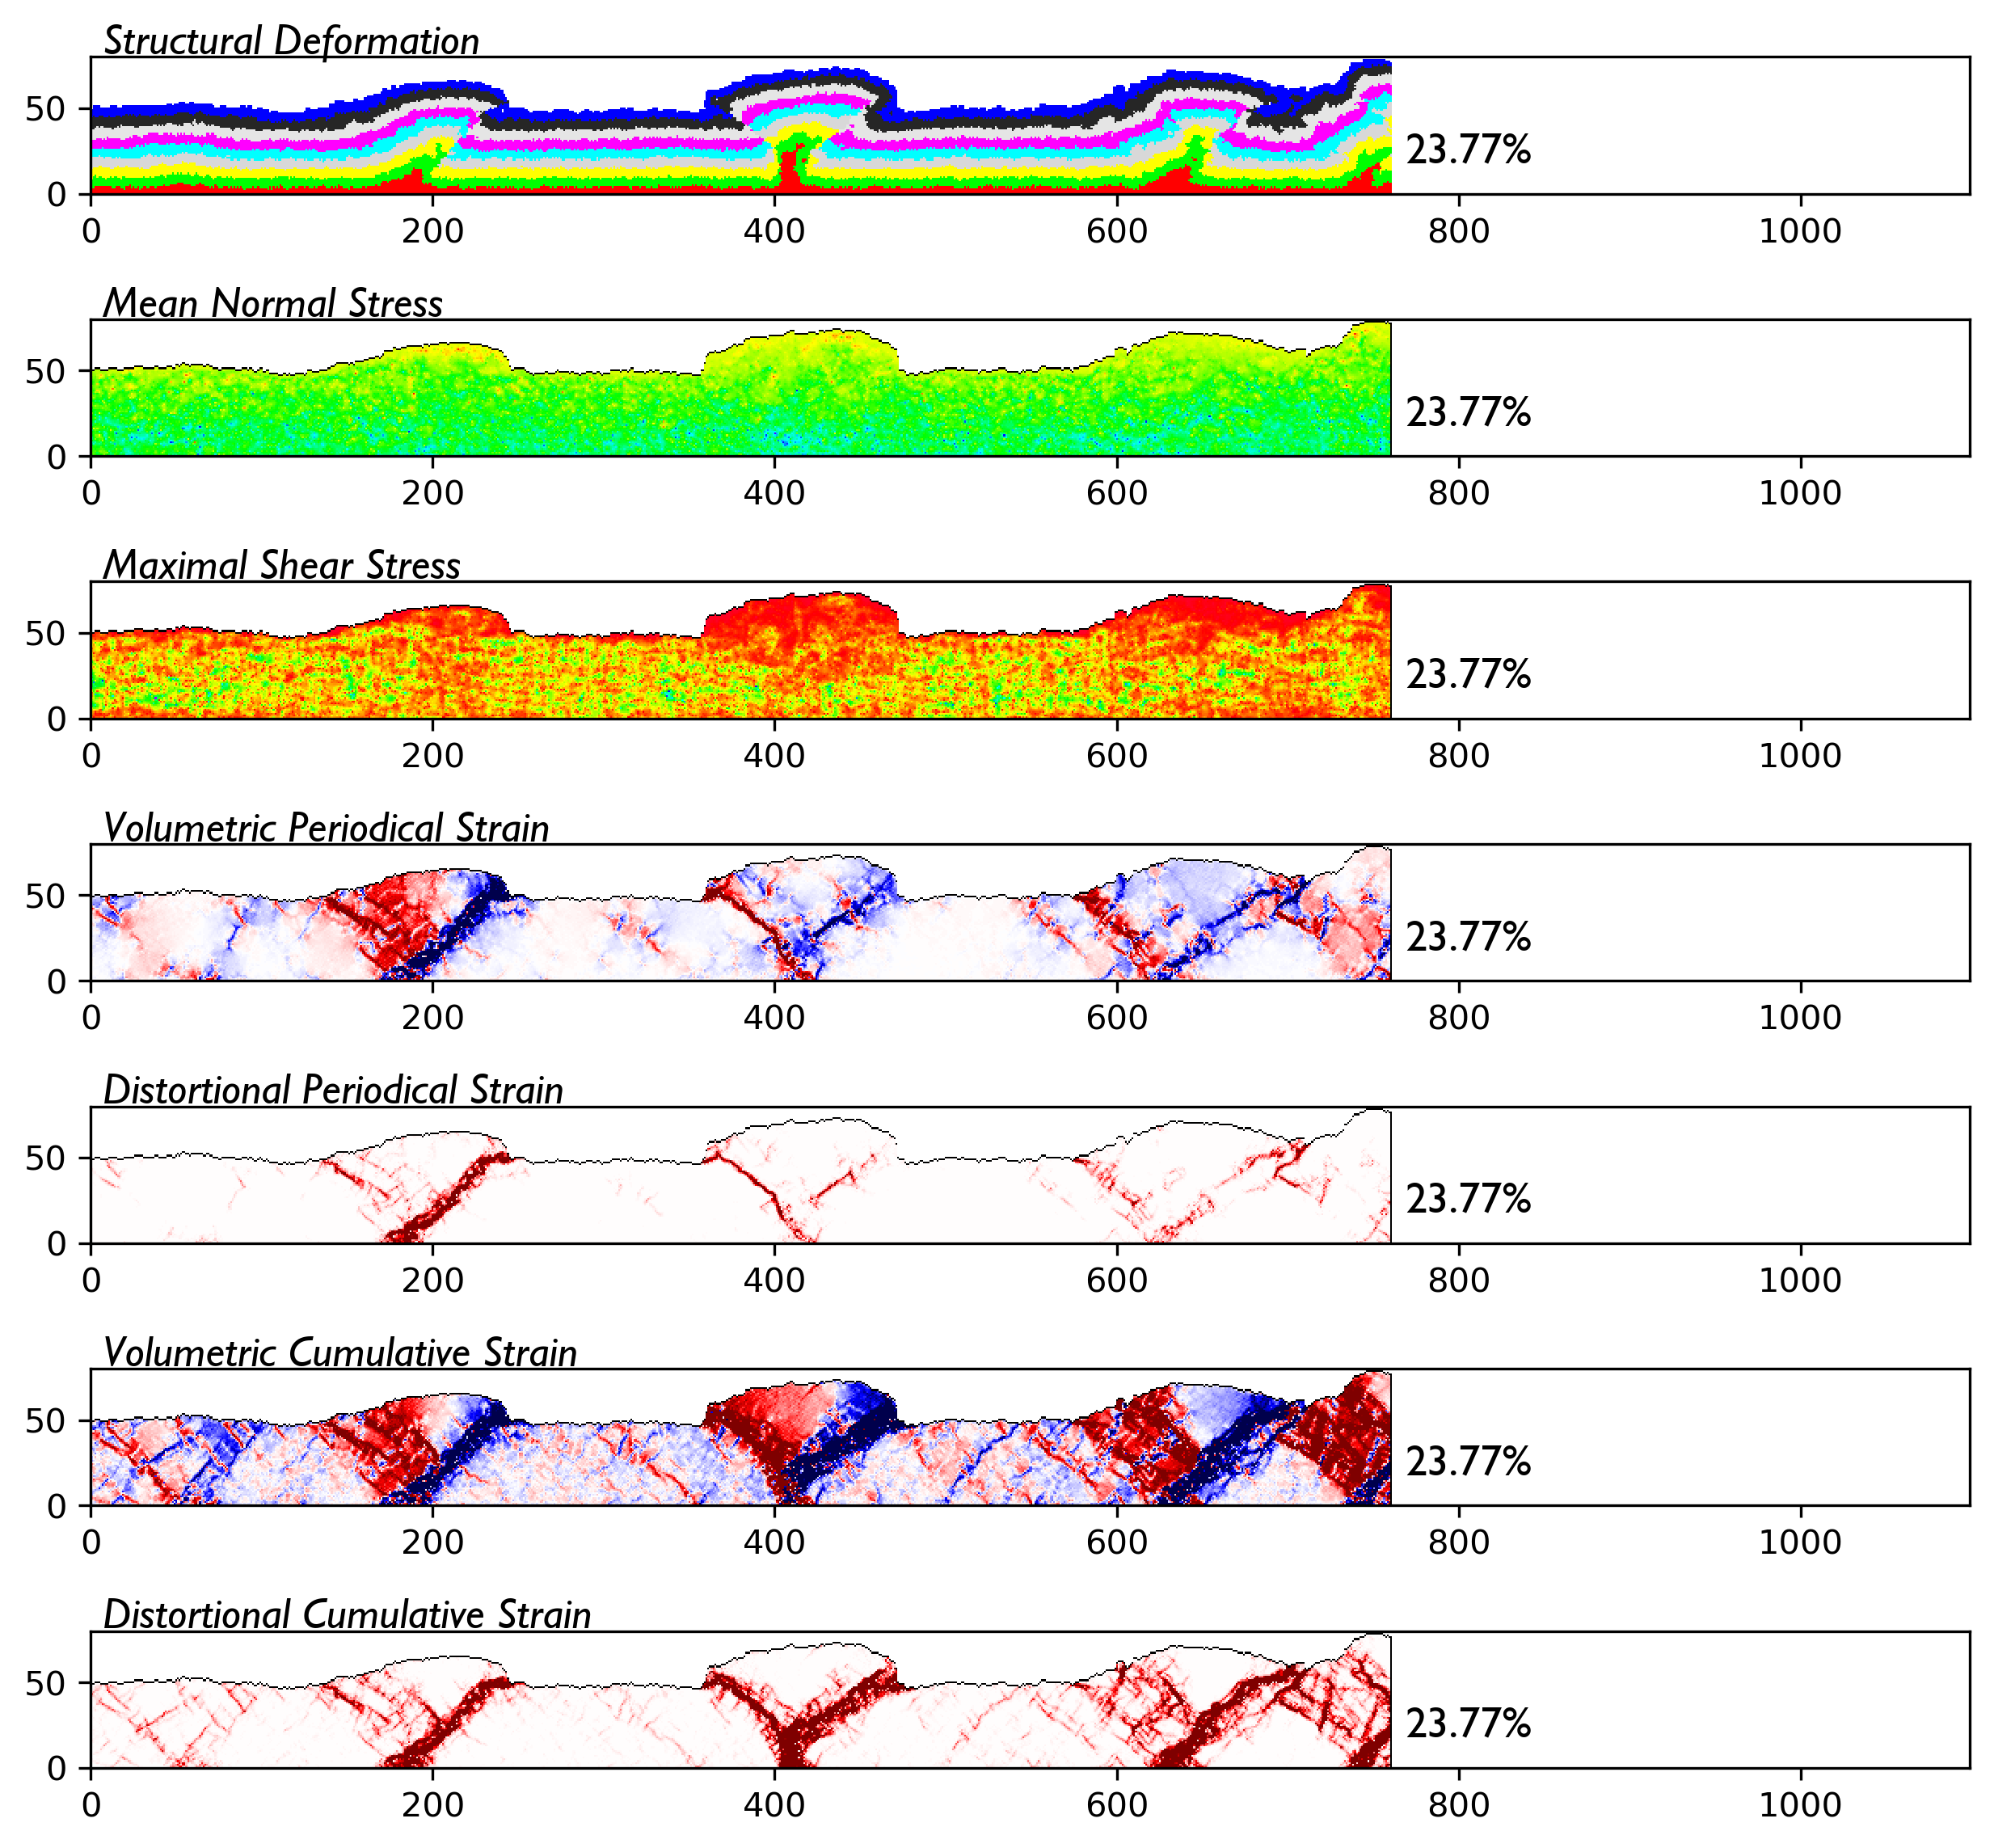 Structural Deformation
50
0
23.77%
0 200 400 600 800 1000
Mean Normal Stress
50
0
23.77%
0 200 400 600 800 1000
Maximal Shear Stress
50
0
23.77%
0 200 400 600 800 1000
Volumetric Periodical Strain
50
0
23.77%
0 200 400 600 800 1000
Distortional Periodical Strain
50
0
23.77%
0 200 400 600 800 1000
Volumetric Cumulative Strain
50
0
23.77%
0 200 400 600 800 1000
Distortional Cumulative Strain
50
0
23.77%
0 200 400 600 800 1000